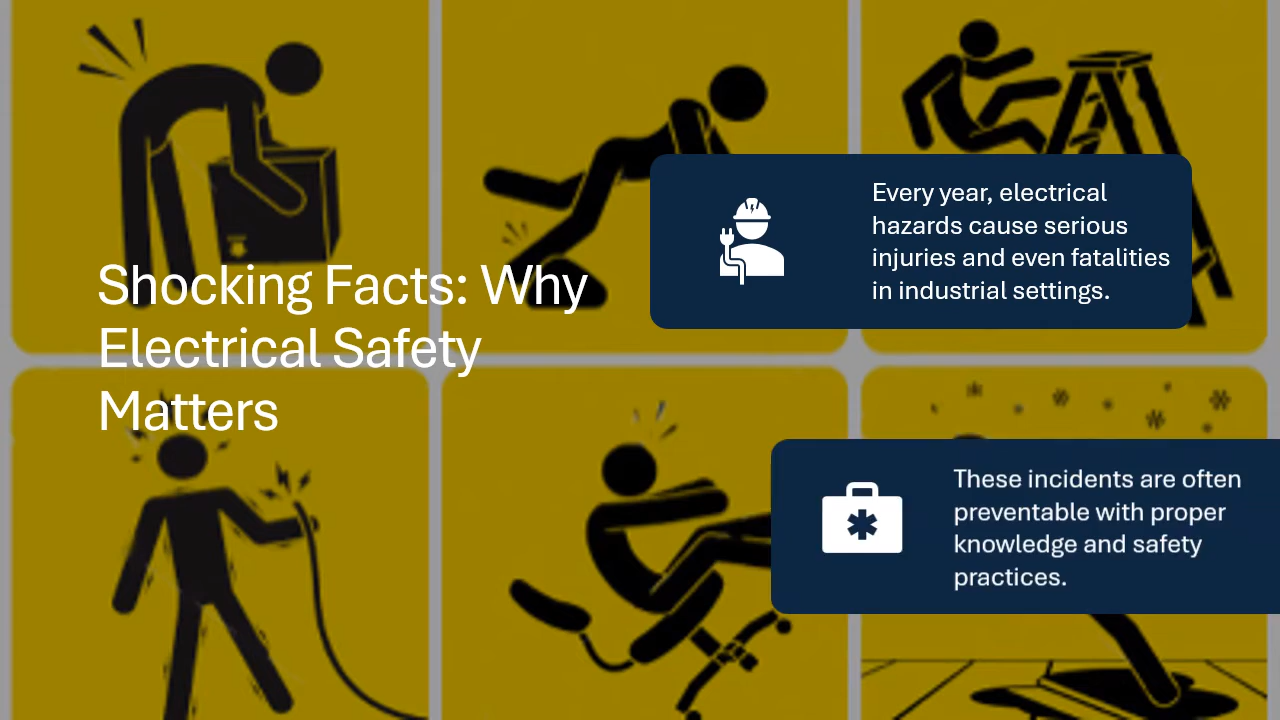 Shocking Facts: Why
Electrical Safety
Matters
Every year, electrical
hazards cause serious
injuries and even fatalities
in industrial settings.
These incidents are often
preventable with proper
knowledge and safety
practices.